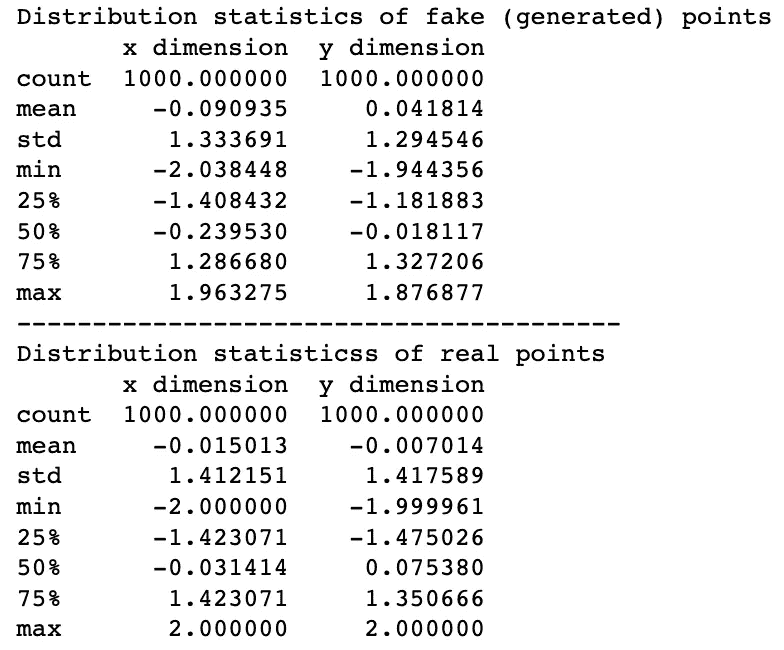 Distribution statistics of fake (generated) points
x dimension y dimension
count 1000.000000 1000.000000
mean -0.090935 0.041814
std 1.333691 1.294546
min -2.038448 -1.944356
25% -1.408432 -1.181883
50% -0.239530 -0.018117
75% 1.286680 1.327206
max 1.963275 1.876877
----------------------------------------
Distribution statisticss of real points
x dimension y dimension
count 1000.000000 1000.000000
mean -0.015013 -0.007014
std 1.412151 1.417589
min -2.000000 -1.999961
25% -1.423071 -1.475026
50% -0.031414 0.075380
75% 1.423071 1.350666
max 2.000000 2.000000